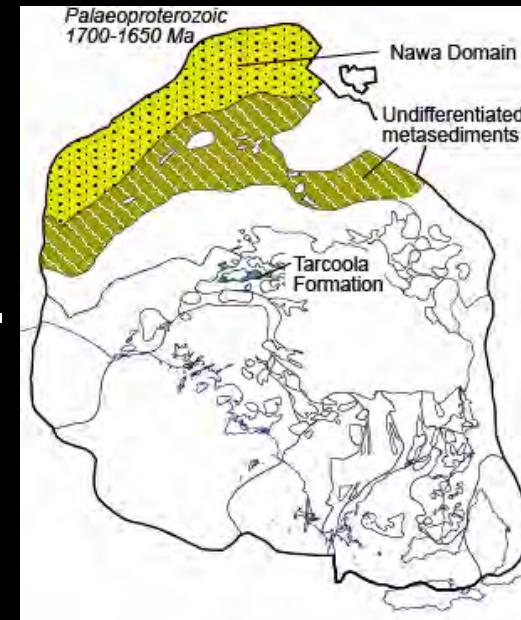 Palaeoproterozoic
1700-1650 Ma
Nawa Domain
Undifferentiated
metasediments
Tarcoola
Formation